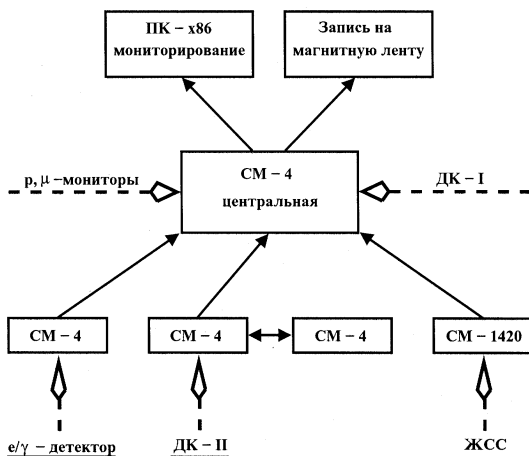 ПК – х86
мониторирование
Запись на
магнитную ленту
р, μ –мониторы
СМ – 4
центральная
ДК – I
СМ – 4
СМ – 4
СМ – 4
СМ – 1420
е/γ – детектор
ДК – II
ЖСС